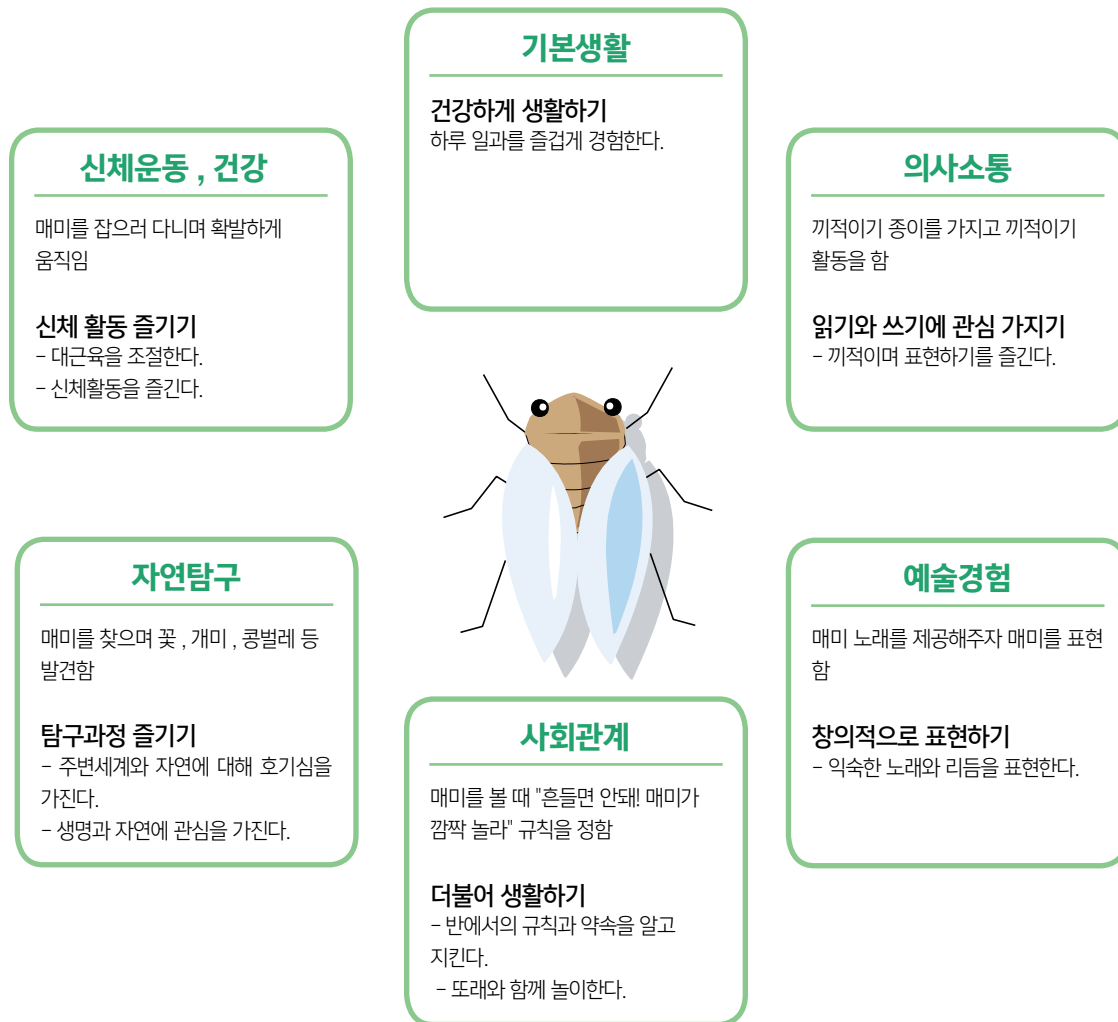 기본생활
건강하게 생활하기
하루 일과를 즐겁게 경험한다.
신체운동 , 건강
매미를 잡으러 다니며 확발하게
움직임
신체 활동 즐기기
- 대근육을 조절한다.
- 신체활동을 즐긴다.
의사소통
끼적이기 종이를 가지고 끼적이기
활동을 함
읽기와 쓰기에 관심 가지기
- 끼적이며 표현하기를 즐긴다.
자연탐구
매미를 찾으며 꽃 , 개미 , 콩벌레 등
발견함
탐구과정 즐기기
- 주변세계와 자연에 대해 호기심을
가진다.
- 생명과 자연에 관심을 가진다.
예술경험
매미 노래를 제공해주자 매미를 표현
함
창의적으로 표현하기
- 익숙한 노래와 리듬을 표현한다.
사회관계
매미를 볼 때 "흔들면 안돼! 매미가
깜짝 놀라" 규칙을 정함
더불어 생활하기
- 반에서의 규칙과 약속을 알고
지킨다.
- 또래와 함께 놀이한다.